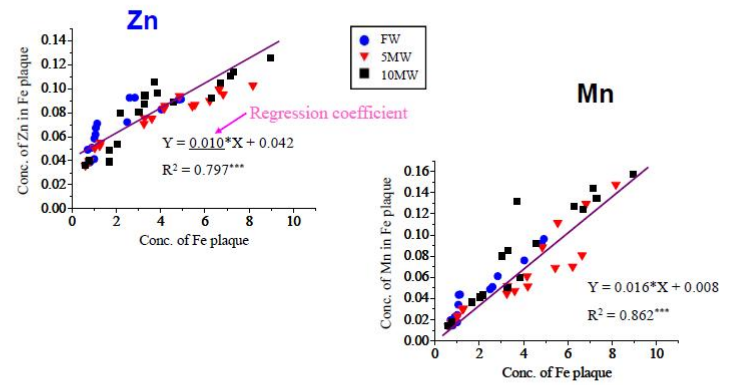 Zn
FW
5MW
10MW
Conc. of Zn in Fe plaque
0.14
0.12
0.10
0.08
0.06
0.04
0.02
0.00
0 2 4 6 8 10
Conc. of Fe plaque
Regression coefficient
Y = 0.010*X + 0.042
R² = 0.797***
Mn
Conc. of Mn in Fe plaque
0.16
0.14
0.12
0.10
0.08
0.06
0.04
0.02
0.00
0 2 4 6 8 10
Conc. of Fe plaque
Y = 0.016*X + 0.008
R² = 0.862***